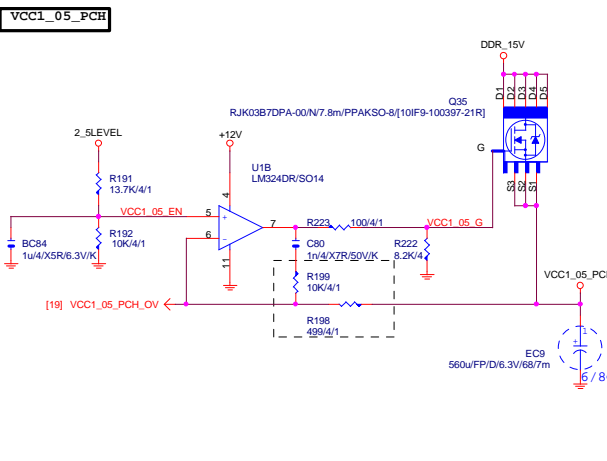 VCC1_05_PCH
DDR_15V
D1
D2
D3
D4
D5
Q35
RJK03B7DPA-00/N/7.8m/PPAKSO-8/[10IF9-100397-21R]
G
S3
S2
S1
2_5LEVEL
+12V
R191
13.7K/4/1
U1B
LM324DR/SO14
4
VCC1_05_EN
5
+
7
R223
100/4/1
VCC1_05_G
6
-
11
BC84
1u/4/X5R/6.3V/K
R192
10K/4/1
C80
1n/4/X7R/50V/K
R222
8.2K/4
R199
10K/4/1
[19] VCC1_05_PCH_OV
R198
499/4/1
VCC1_05_PCH
1
+
EC9
560u/FP/D/6.3V/68/7m